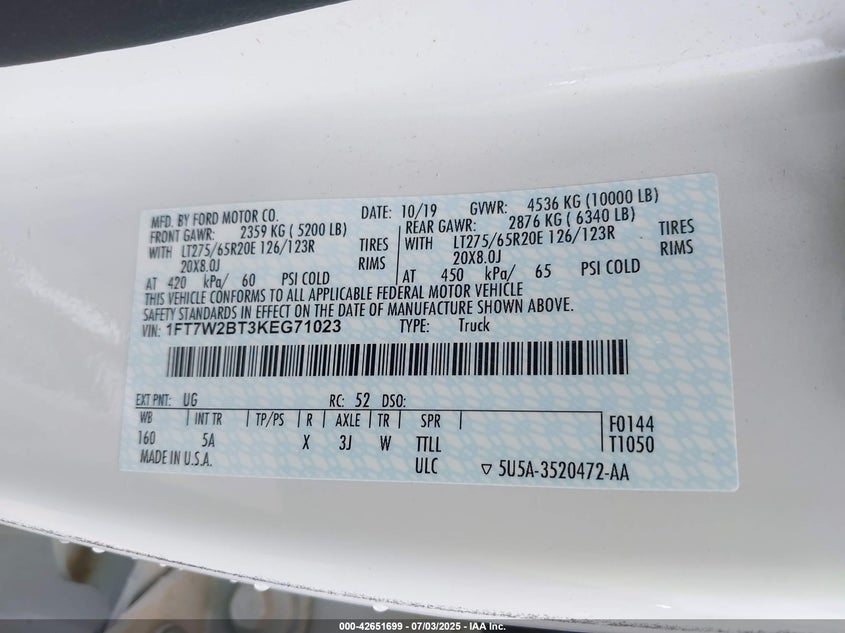 MFD. BY FORD MOTOR CO. DATE: 10/19 GVWR: 4536 KG (10000 LB)
FRONT GAWR: 2359 KG ( 5200 LB) REAR GAWR: 2876 KG ( 6340 LB)
WITH LT275/65R20E 126/123R TIRES WITH LT275/65R20E 126/123R TIRES
20X8.0J RIMS 20X8.0J RIMS
AT 420 kPa/ 60 PSI COLD AT 450 kPa/ 65 PSI COLD
THIS VEHICLE CONFORMS TO ALL APPLICABLE FEDERAL MOTOR VEHICLE
SAFETY STANDARDS IN EFFECT ON THE DATE OF MANUFACTURE SHOWN ABOVE.
VIN: 1FT7W2BT3KEG71023 TYPE: Truck
EXT PNT: UG RC: 52 DSO:
WB INT TR TP/PS R AXLE TR SPR F0144
160 5A X 3J W TTLL T1050
MADE IN U.S.A. ULC 5U5A-3520472-AA
000-42651699 - 07/03/2025 - IAA Inc.